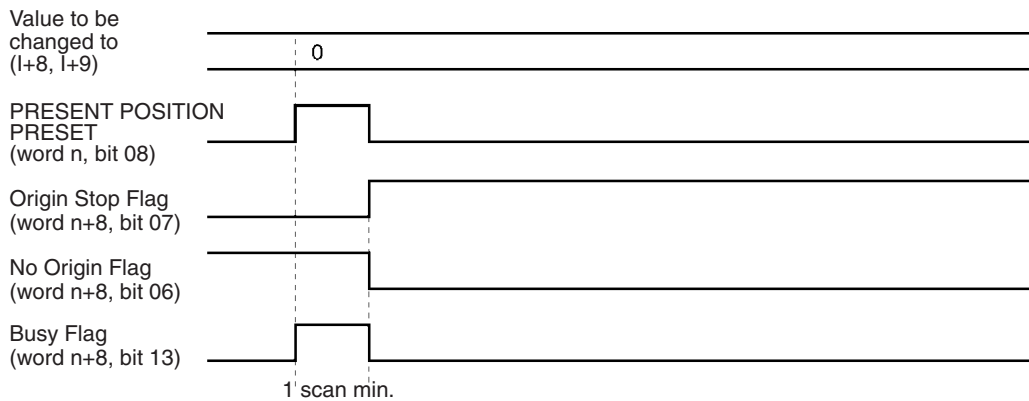 Value to be
changed to
(I+8, I+9)
0
PRESENT POSITION
PRESET
(word n, bit 08)
Origin Stop Flag
(word n+8, bit 07)
No Origin Flag
(word n+8, bit 06)
Busy Flag
(word n+8, bit 13)
1 scan min.